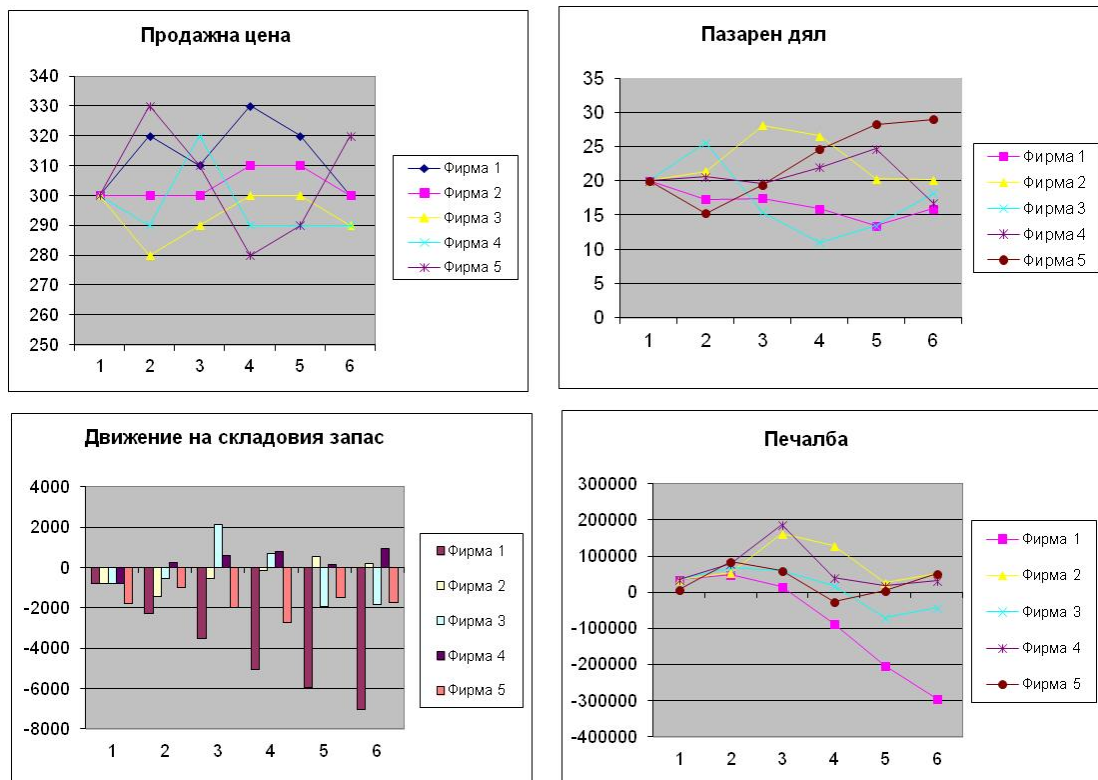 Продажна цена
340
330
320
310
300
290
280
270
260
250
1 2 3 4 5 6
Фирма 1
Фирма 2
Фирма 3
Фирма 4
Фирма 5
Пазарен дял
35
30
25
20
15
10
5
0
1 2 3 4 5 6
Фирма 1
Фирма 2
Фирма 3
Фирма 4
Фирма 5
Движение на складовия запас
4000
2000
0
-2000
-4000
-6000
-8000
1 2 3 4 5 6
Фирма 1
Фирма 2
Фирма 3
Фирма 4
Фирма 5
Печалба
300000
200000
100000
0
-100000
-200000
-300000
-400000
1 2 3 4 5 6
Фирма 1
Фирма 2
Фирма 3
Фирма 4
Фирма 5